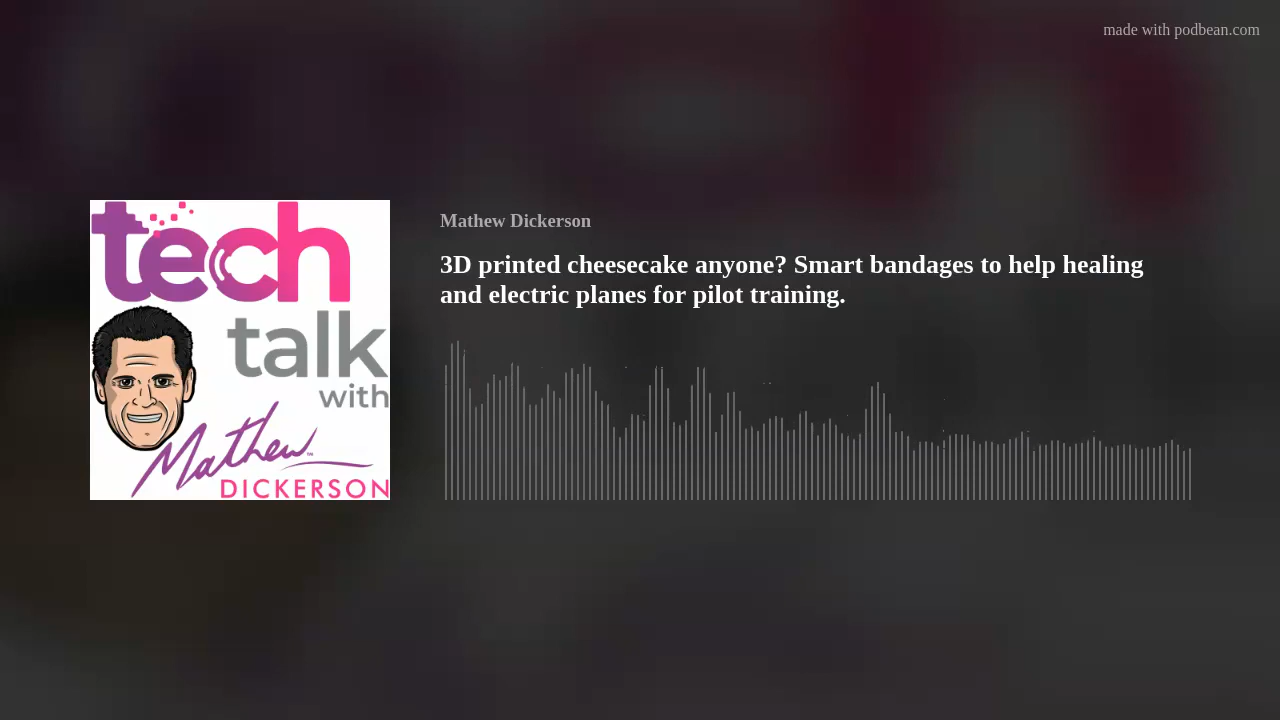 made with podbean.com
tech
talk
with
Mathew™
DICKERSON
Mathew Dickerson
3D printed cheesecake anyone? Smart bandages to help healing
and electric planes for pilot training.